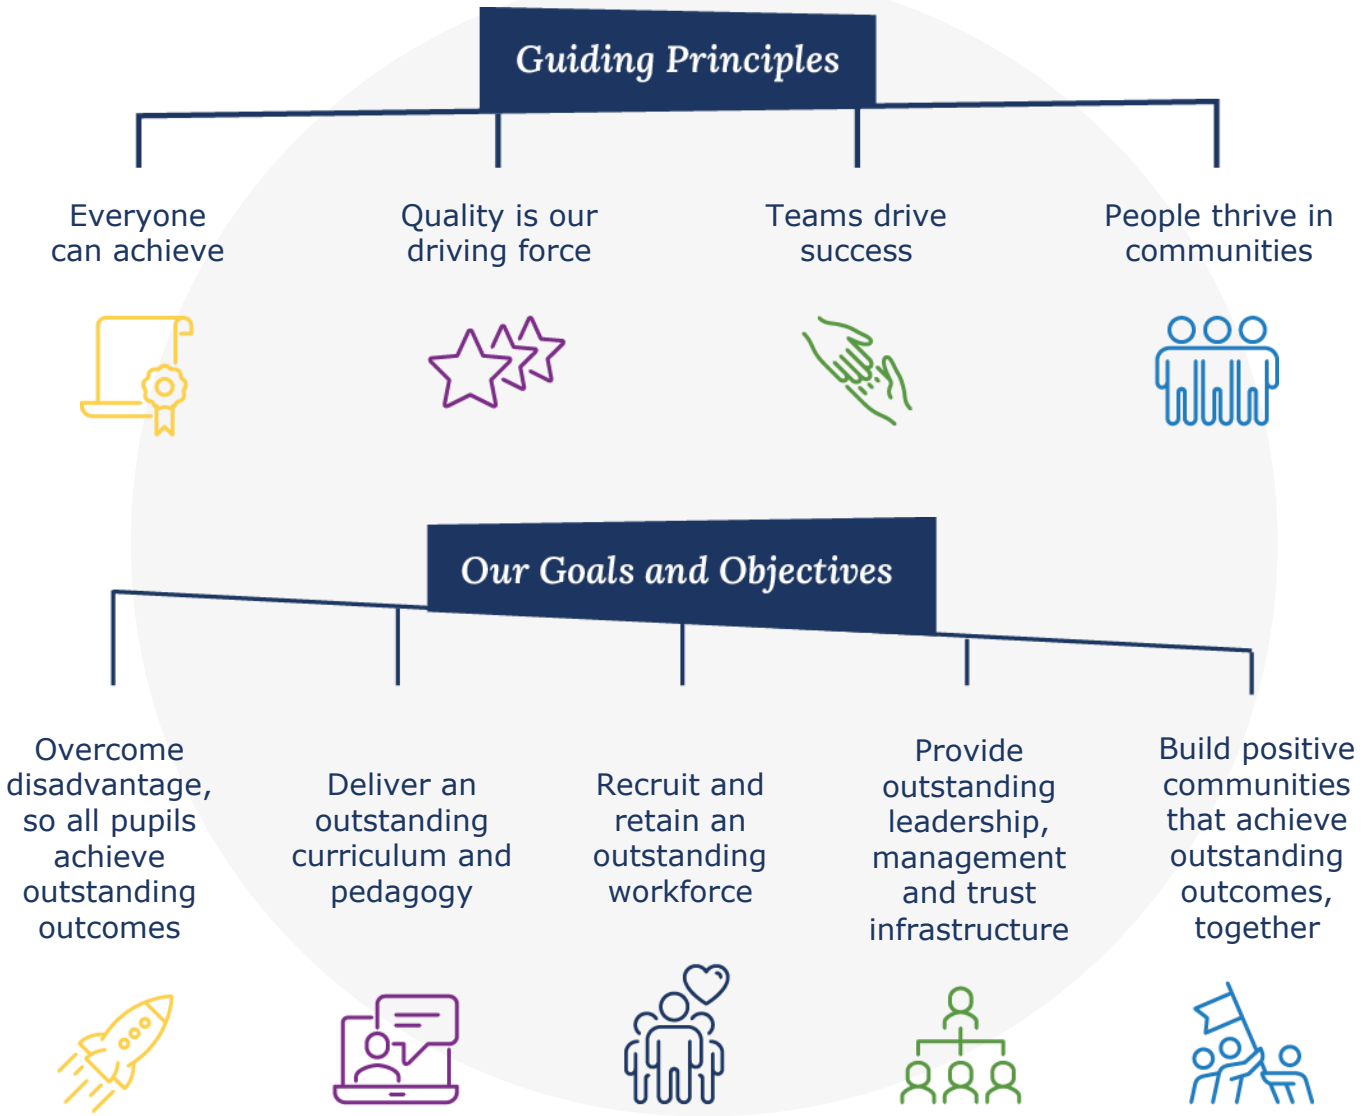 Guiding Principles
Everyone
can achieve
Quality is our
driving force
Teams drive
success
People thrive in
communities
Our Goals and Objectives
Overcome
disadvantage,
so all pupils
achieve
outstanding
outcomes
Deliver an
outstanding
curriculum and
pedagogy
Recruit and
retain an
outstanding
workforce
Provide
outstanding
leadership,
management
and trust
infrastructure
Build positive
communities
that achieve
outstanding
outcomes,
together